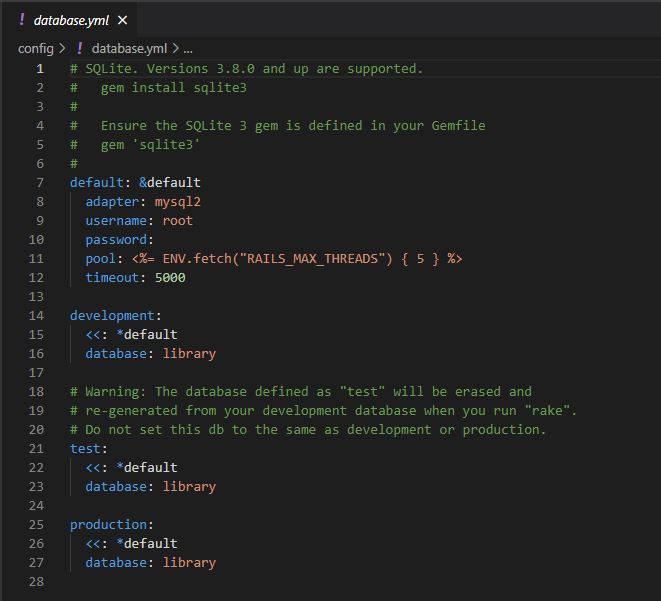 ! database.yml ×
config > ! database.yml > ...
1 # SQLite. Versions 3.8.0 and up are supported.
2 #   gem install sqlite3
3 #
4 #   Ensure the SQLite 3 gem is defined in your Gemfile
5 #   gem 'sqlite3'
6 #
7 default: &default
8   adapter: mysql2
9   username: root
10   password:
11   pool: <%= ENV.fetch("RAILS_MAX_THREADS") { 5 } %>
12   timeout: 5000
13
14 development:
15   <<: *default
16   database: library
17
18 # Warning: The database defined as "test" will be erased and
19 # re-generated from your development database when you run "rake".
20 # Do not set this db to the same as development or production.
21 test:
22   <<: *default
23   database: library
24
25 production:
26   <<: *default
27   database: library
28